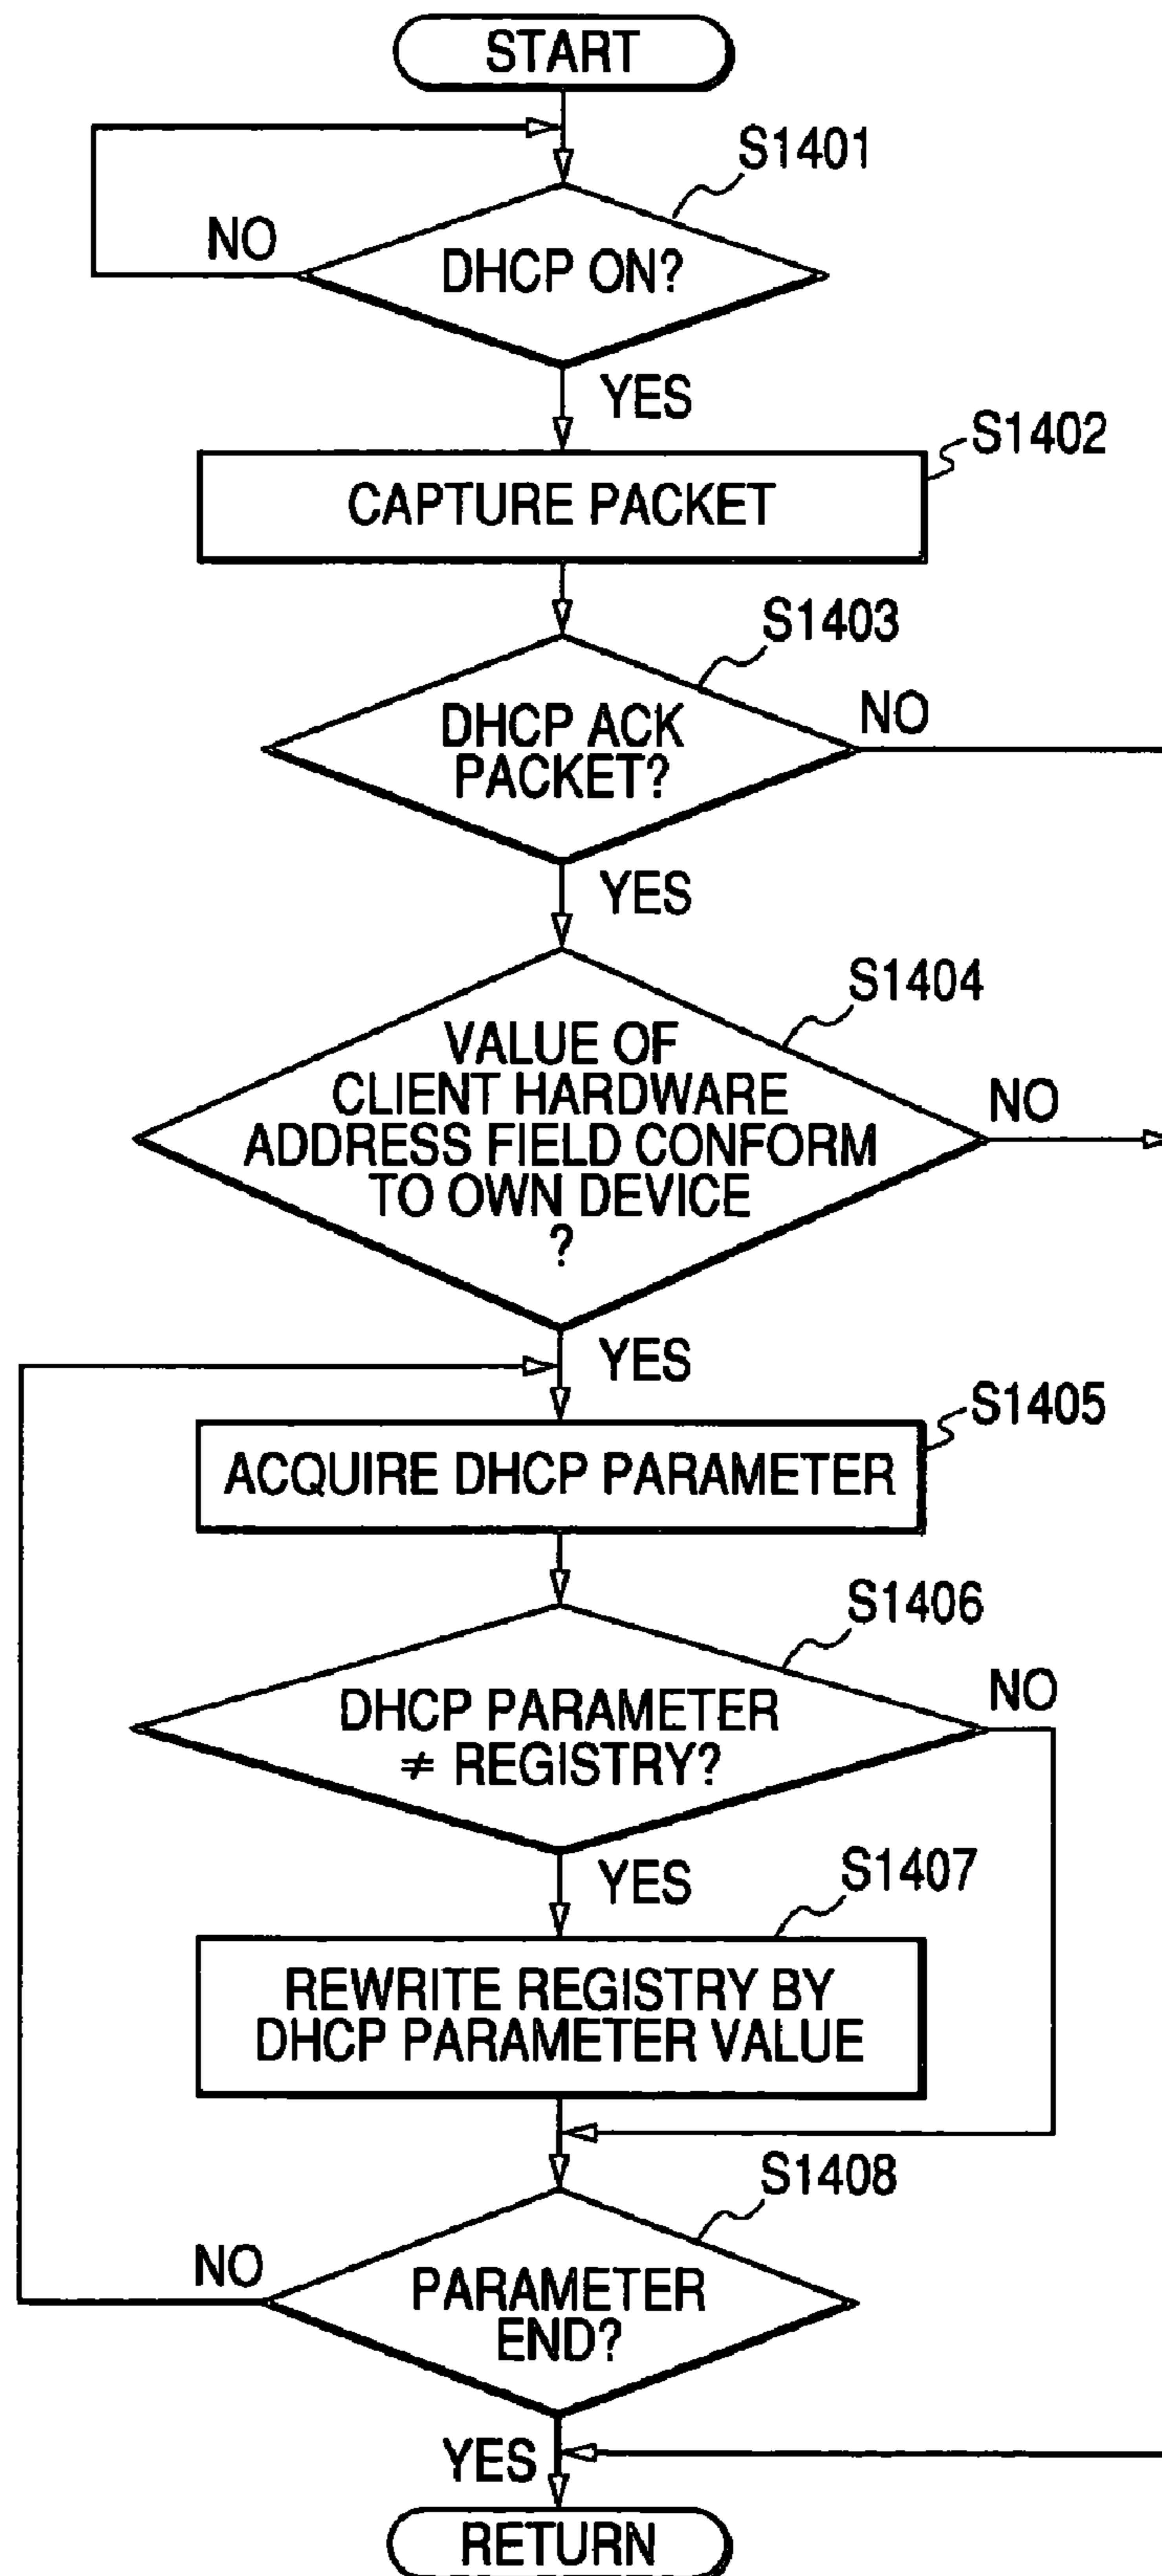 START
S1401
NO
DHCP ON?
YES
S1402
CAPTURE PACKET
S1403
DHCP ACK
PACKET?
NO
YES
S1404
VALUE OF
CLIENT HARDWARE
ADDRESS FIELD CONFORM
TO OWN DEVICE
?
NO
YES
S1405
ACQUIRE DHCP PARAMETER
S1406
DHCP PARAMETER
≠ REGISTRY?
NO
YES
S1407
REWRITE REGISTRY BY
DHCP PARAMETER VALUE
S1408
NO
PARAMETER
END?
YES
RETURN